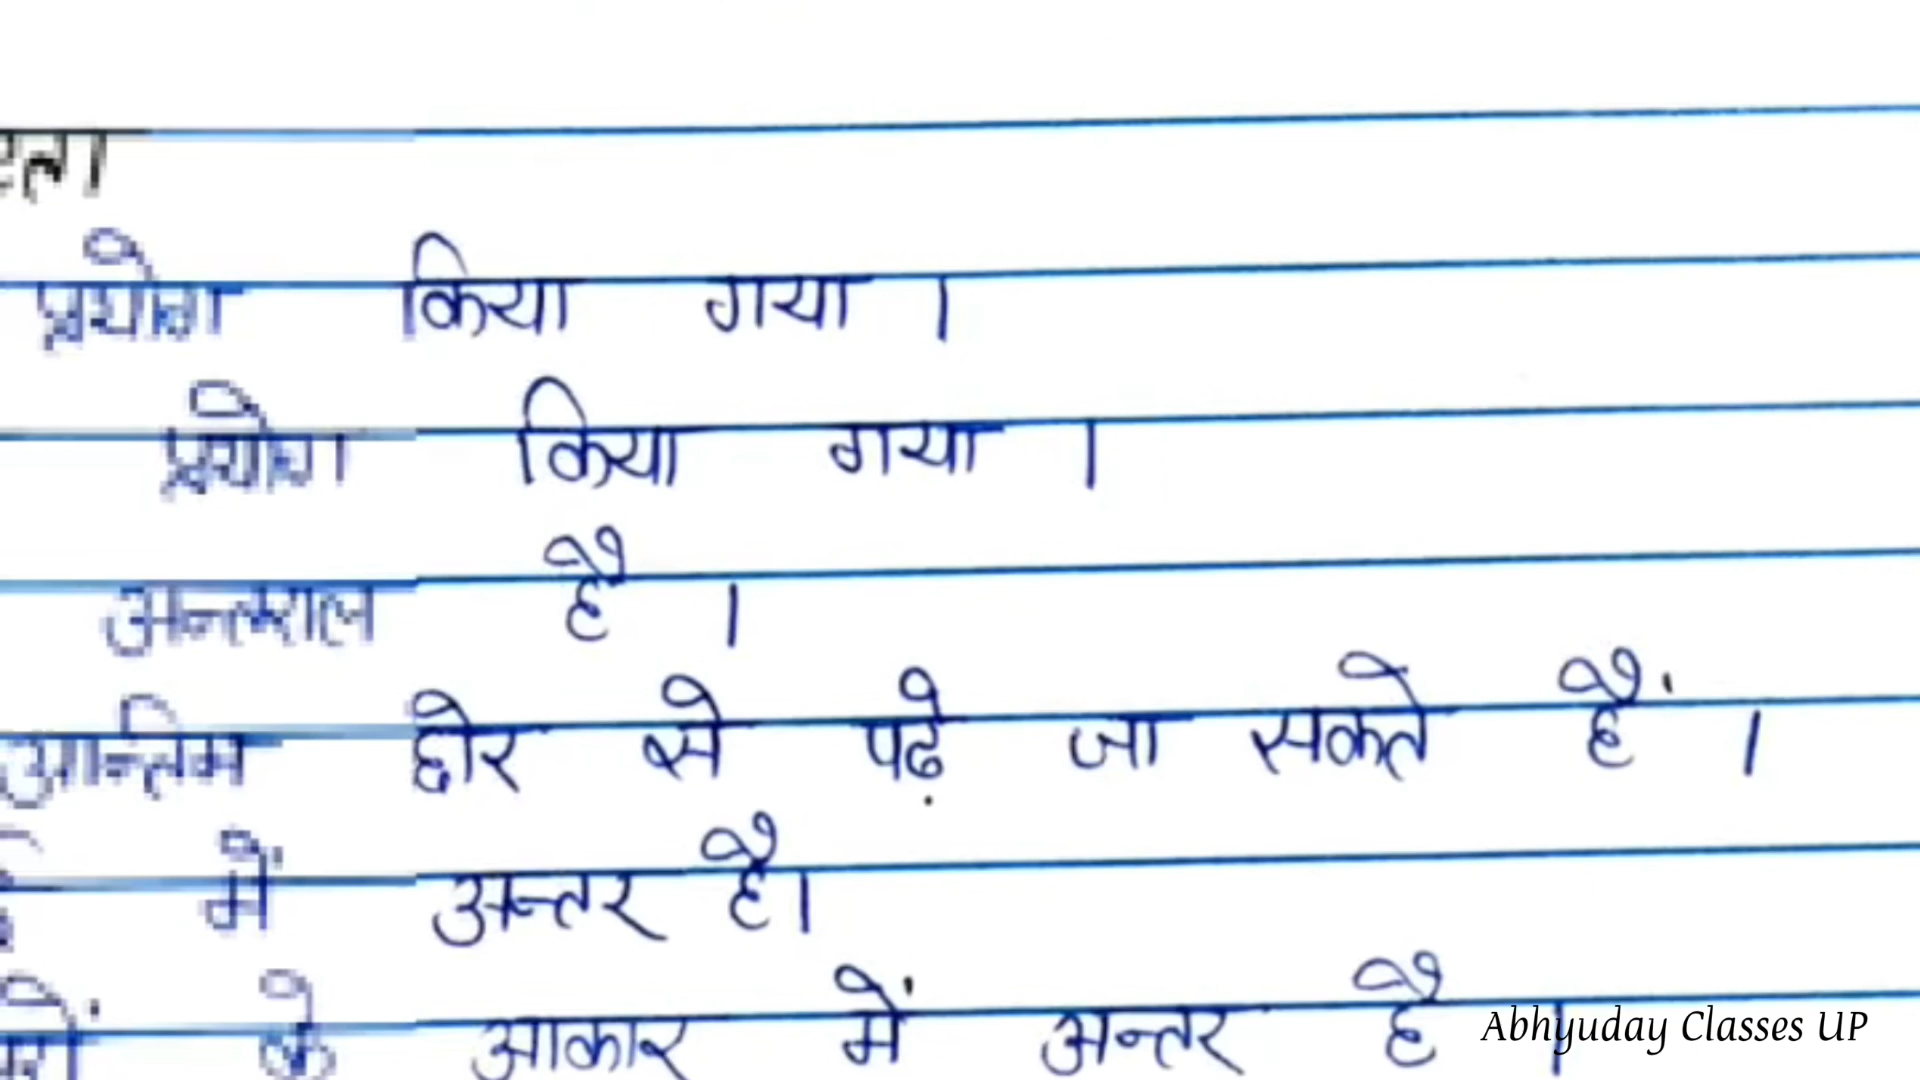 प्रयोग किया गया ।
प्रयोग किया गया ।
अन्तराल है ।
अन्तिम छोर से पढ़े जा सकते हैं ।
में अन्तर है।
के आकार में अन्तर है ।
Abhyuday Classes UP